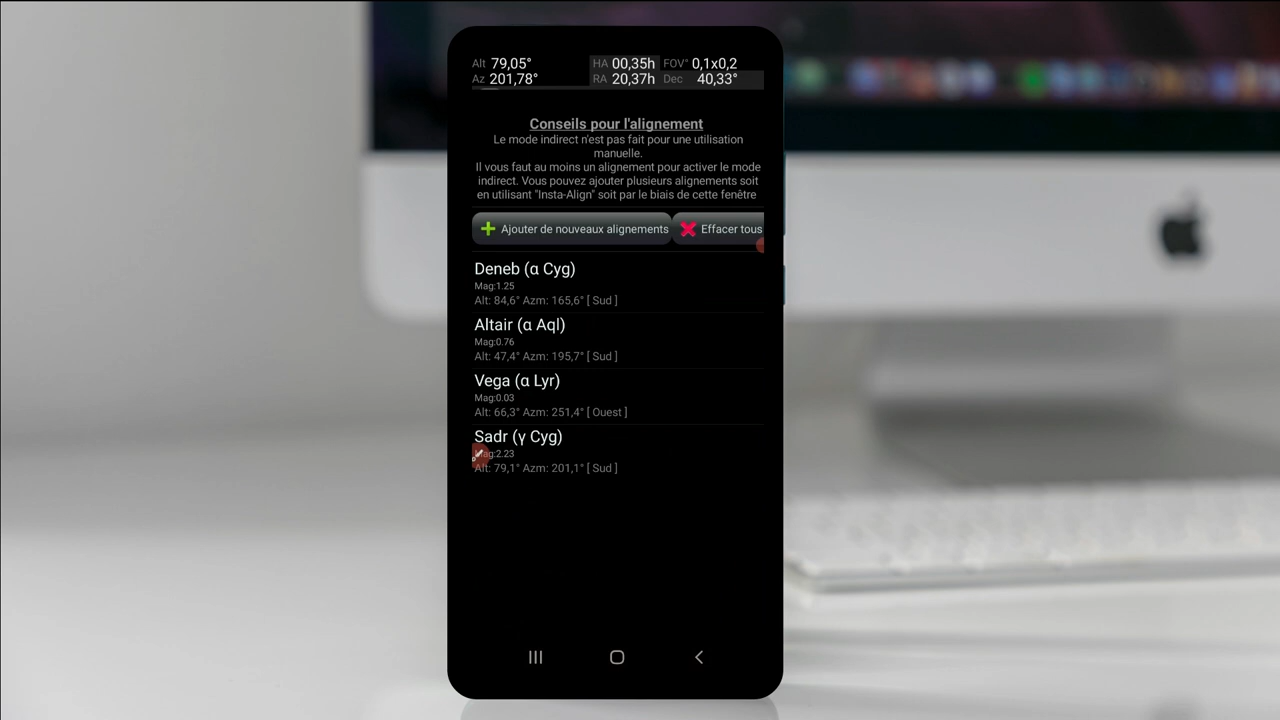 Alt 79,05° HA 00,35h FOV° 0,1x0,2
Az 201,78° RA 20,37h Dec 40,33°
Conseils pour l'alignement
Le mode indirect n'est pas fait pour une utilisation
manuelle.
Il vous faut au moins un alignement pour activer le mode
indirect. Vous pouvez ajouter plusieurs alignements soit
en utilisant "Insta-Align" soit par le biais de cette fenêtre
Ajouter de nouveaux alignements Effacer tous
Deneb (α Cyg)
Mag:1.25
Alt: 84,6° Azm: 165,6° [ Sud ]
Altair (α Aql)
Mag:0.76
Alt: 47,4° Azm: 195,7° [ Sud ]
Vega (α Lyr)
Mag:0.03
Alt: 66,3° Azm: 251,4° [ Ouest ]
Sadr (γ Cyg)
Mag:2.23
Alt: 79,1° Azm: 201,1° [ Sud ]